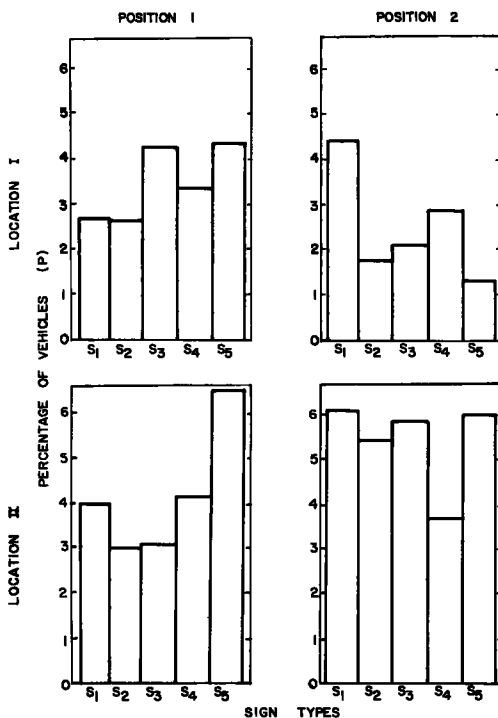 POSITION 1 POSITION 2
LOCATION I
PERCENTAGE OF VEHICLES (P)
6 6
5 5
4 4
3 3
2 2
1 1
0 0
S1 S2 S3 S4 S5 S1 S2 S3 S4 S5
LOCATION II
6 6
5 5
4 4
3 3
2 2
1 1
0 0
S1 S2 S3 S4 S5 S1 S2 S3 S4 S5
SIGN TYPES